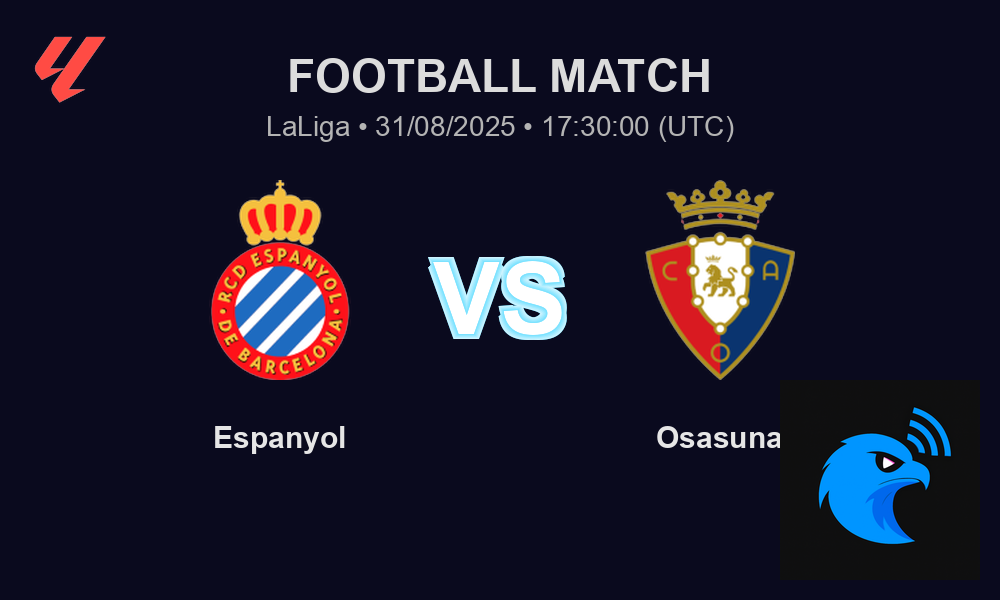 FOOTBALL MATCH
LaLiga • 31/08/2025 • 17:30:00 (UTC)
RCD ESPANYOL
DE BARCELONA
VS
C A
O
Espanyol
Osasuna